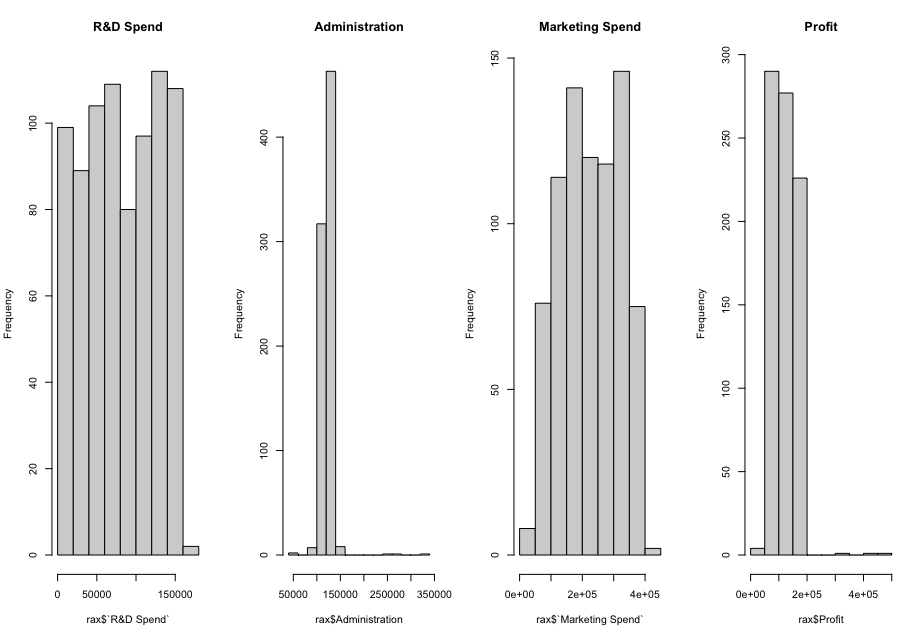 R&D Spend
Frequency
0
20
40
60
80
100
0
50000
150000
rax$`R&D Spend`
Administration
Frequency
0
100
200
300
400
50000
150000
250000
350000
rax$Administration
Marketing Spend
Frequency
0
50
100
150
0e+00
2e+05
4e+05
rax$`Marketing Spend`
Profit
Frequency
0
50
100
150
200
250
300
0e+00
2e+05
4e+05
rax$Profit